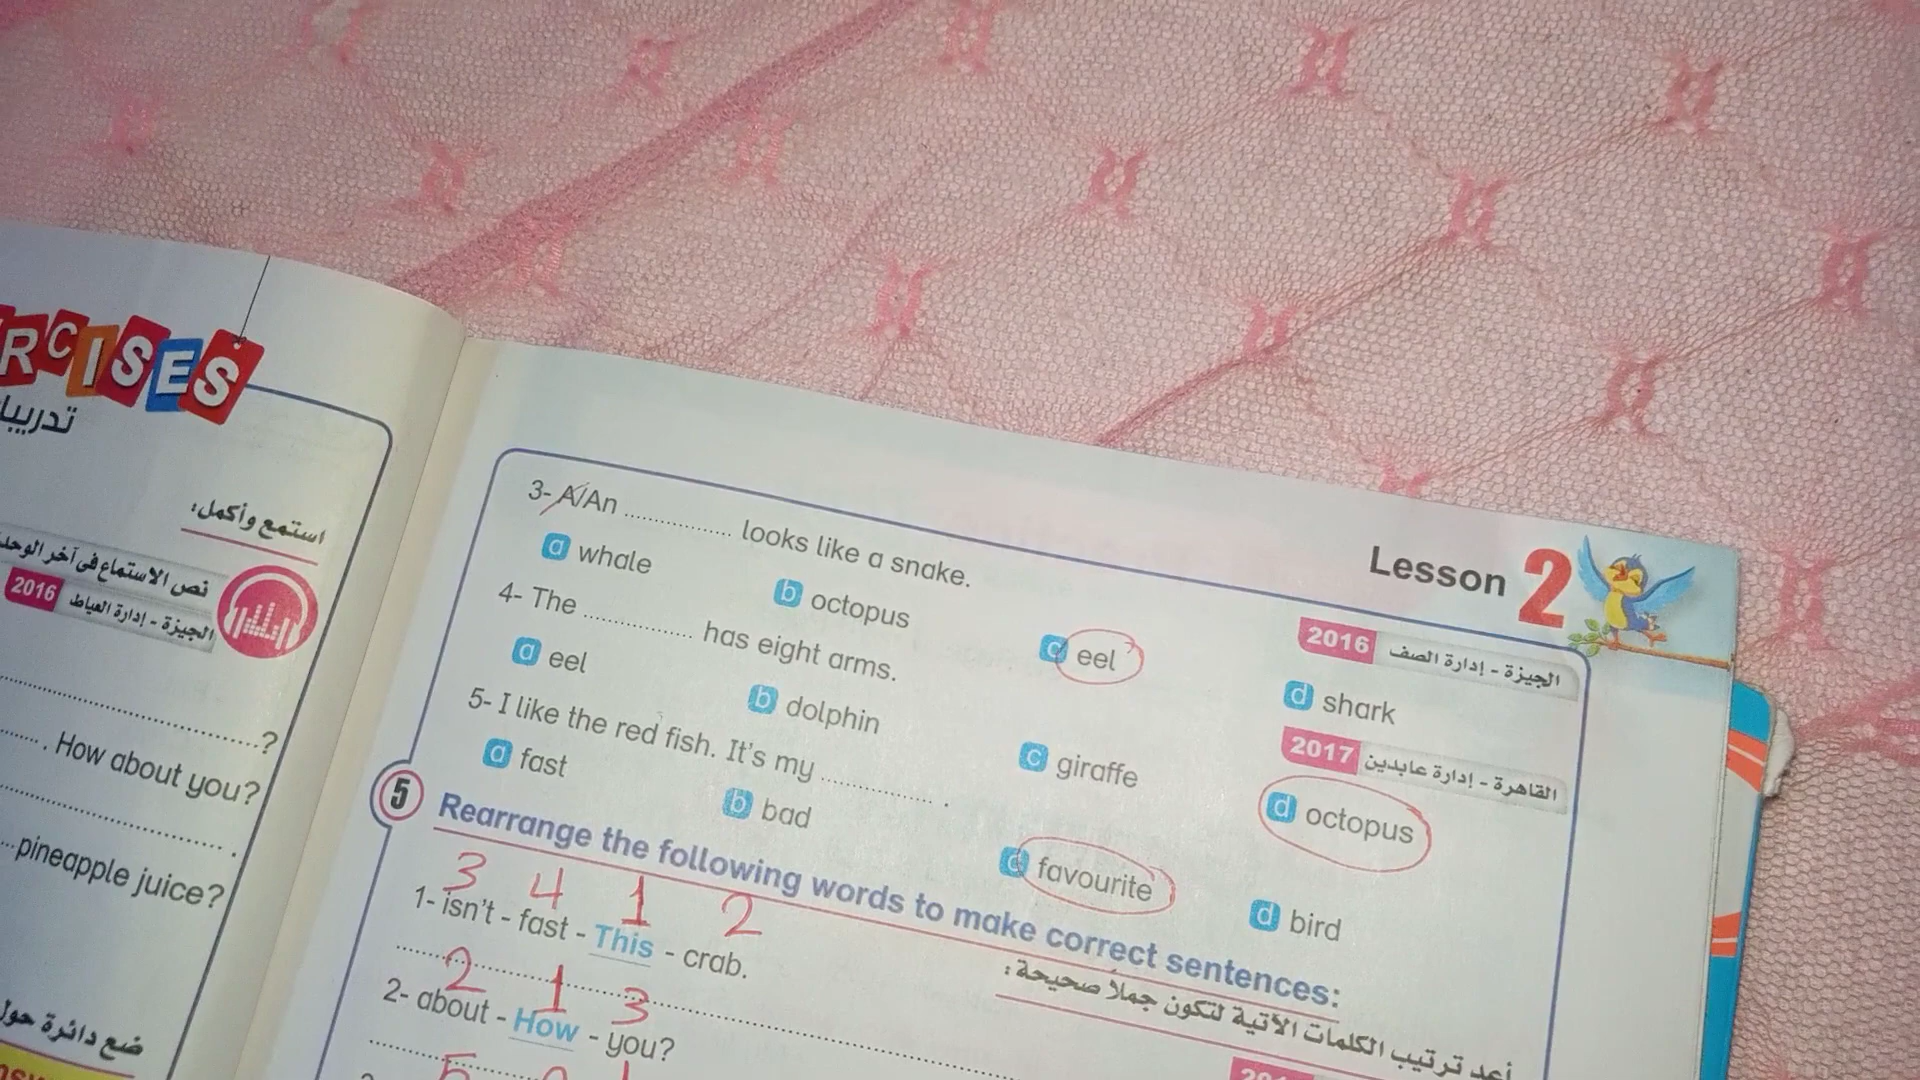 RCISES
استمع وأكمل:
نص الاستماع فى آخر الوحدة
2016 الجيزة - إدارة العياط
?
. How about you?
.
pineapple juice?
ضع دائرة حول
Lesson 2
3- A/An .............. looks like a snake.
2016 الجيزة - إدارة الصف
a whale b octopus c eel d shark
4- The .............. has eight arms.
2017 القاهرة - إدارة عابدين
a eel b dolphin c giraffe d octopus
5- I like the red fish. It's my .............. .
a fast b bad c favourite d bird
5 Rearrange the following words to make correct sentences:
أعد ترتيب الكلمات الآتية لتكون جملاً صحيحة:
3 4 1 2
1- isn't - fast - This - crab.
2 1 3
2- about - How - you?
5